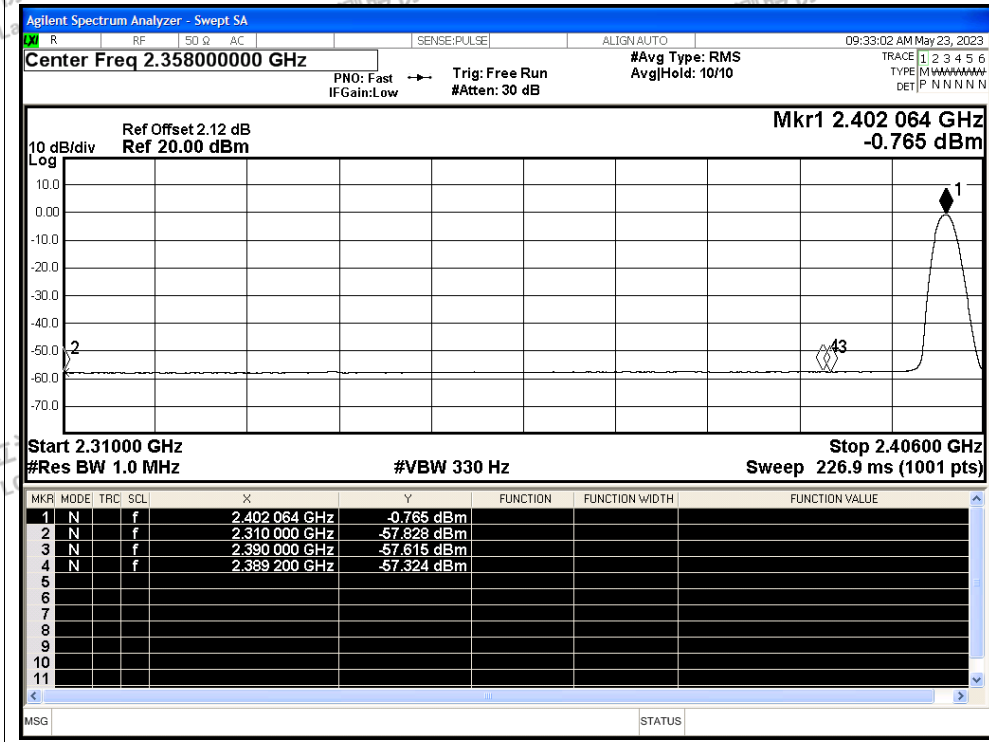 Agilent Spectrum Analyzer - Swept SA
LXI R RF 50 Ω AC SENSE:PULSE ALIGN AUTO 09:33:02 AM May 23, 2023
Center Freq 2.358000000 GHz #Avg Type: RMS TRACE 1 2 3 4 5 6
PNO: Fast Trig: Free Run Avg|Hold: 10/10 TYPE M WWWWW
IFGain:Low #Atten: 30 dB DET P N N N N N
Mkr1 2.402 064 GHz
Ref Offset 2.12 dB -0.765 dBm
10 dB/div Ref 20.00 dBm
Log
10.0
1
0.00
-10.0
-20.0
-30.0
-40.0
-50.0 2 43
-60.0
-70.0
Start 2.31000 GHz Stop 2.40600 GHz
#Res BW 1.0 MHz #VBW 330 Hz Sweep 226.9 ms (1001 pts)
MKR MODE TRC SCL X Y FUNCTION FUNCTION WIDTH FUNCTION VALUE
1 N f 2.402 064 GHz -0.765 dBm
2 N f 2.310 000 GHz -57.828 dBm
3 N f 2.390 000 GHz -57.615 dBm
4 N f 2.389 200 GHz -57.324 dBm
5
6
7
8
9
10
11
MSG STATUS